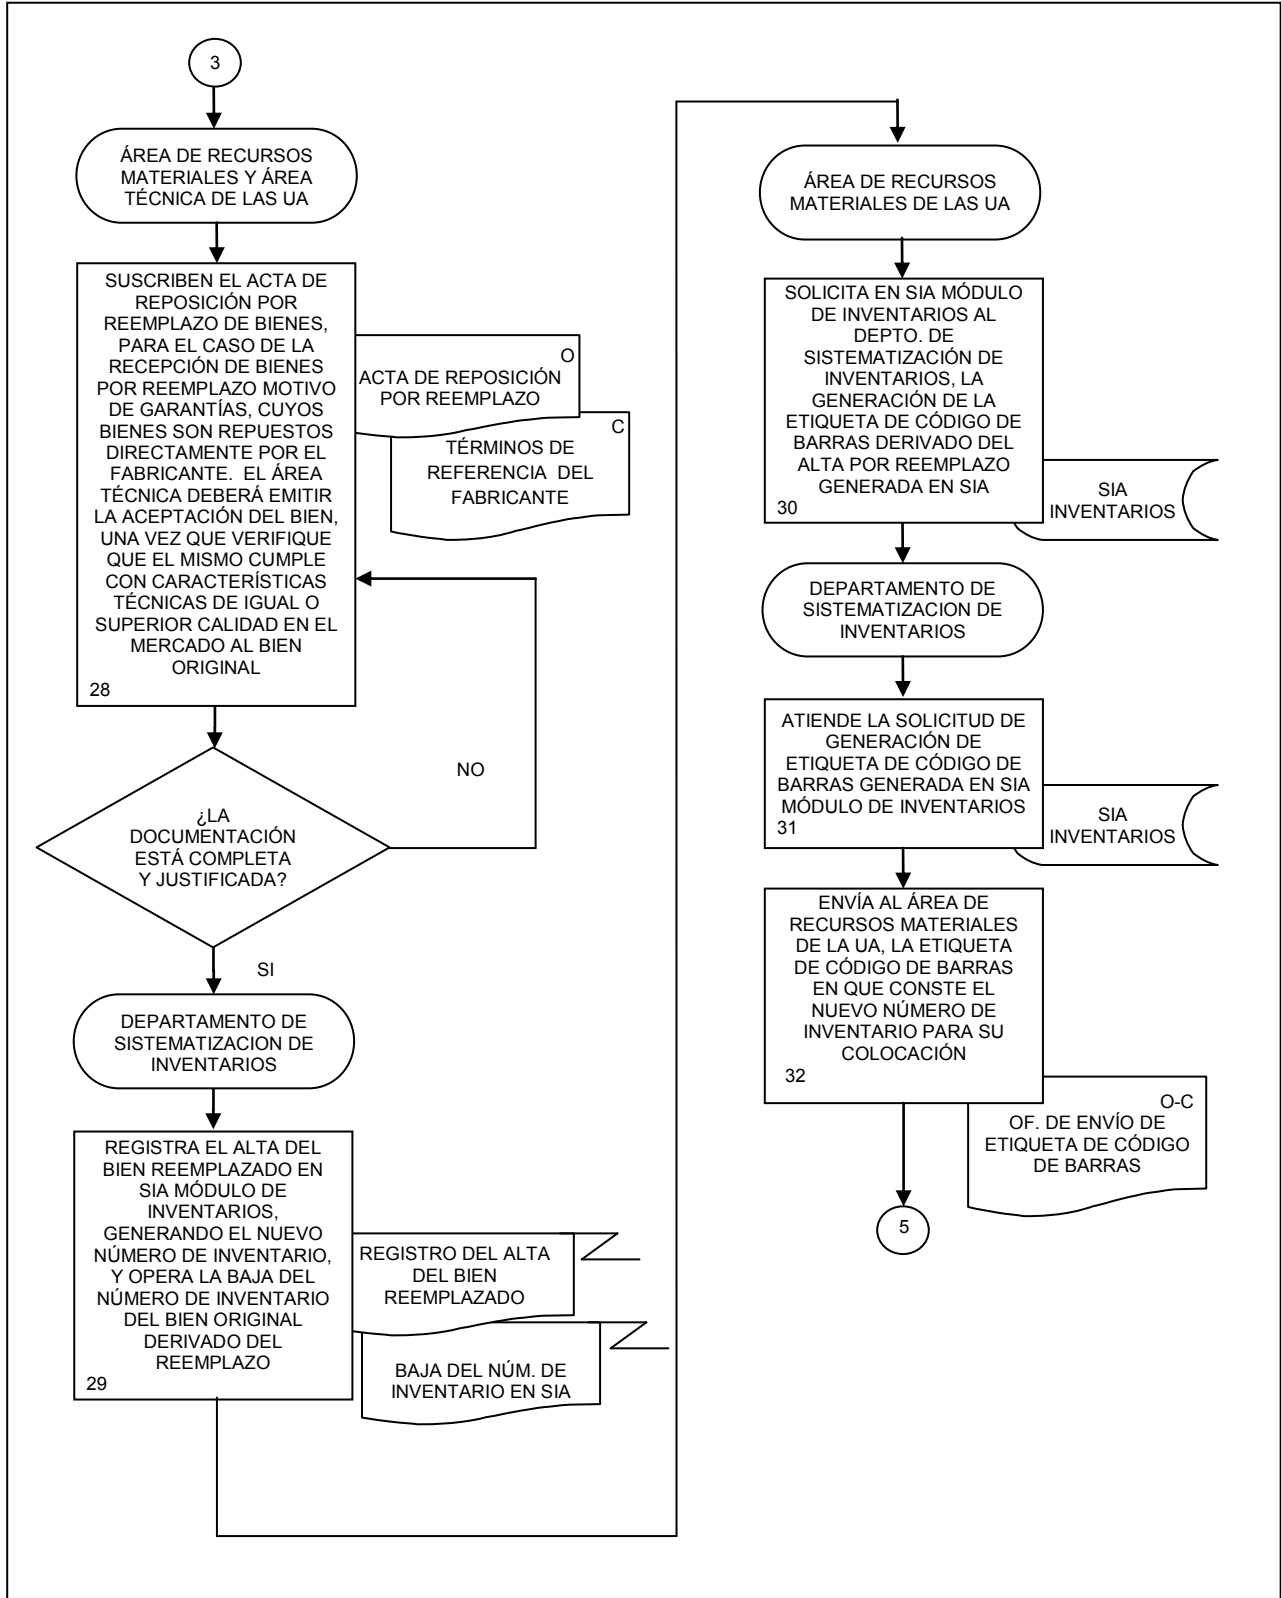 3
ÁREA DE RECURSOS
MATERIALES Y ÁREA
TÉCNICA DE LAS UA
SUSCRIBEN EL ACTA DE
REPOSICIÓN POR
REEMPLAZO DE BIENES,
PARA EL CASO DE LA
RECEPCIÓN DE BIENES
POR REEMPLAZO MOTIVO
DE GARANTÍAS, CUYOS
BIENES SON REPUESTOS
DIRECTAMENTE POR EL
FABRICANTE. EL ÁREA
TÉCNICA DEBERÁ EMITIR
LA ACEPTACIÓN DEL BIEN,
UNA VEZ QUE VERIFIQUE
QUE EL MISMO CUMPLE
CON CARACTERÍSTÍCAS
TÉCNICAS DE IGUAL O
SUPERIOR CALIDAD EN EL
MERCADO AL BIEN
ORIGINAL
28
O
ACTA DE REPOSICIÓN
POR REEMPLAZO
C
TÉRMINOS DE
REFERENCIA DEL
FABRICANTE
NO
¿LA
DOCUMENTACIÓN
ESTÁ COMPLETA
Y JUSTIFICADA?
SI
DEPARTAMENTO DE
SISTEMATIZACION DE
INVENTARIOS
REGISTRA EL ALTA DEL
BIEN REEMPLAZADO EN
SIA MÓDULO DE
INVENTARIOS,
GENERANDO EL NUEVO
NÚMERO DE INVENTARIO,
Y OPERA LA BAJA DEL
NÚMERO DE INVENTARIO
DEL BIEN ORIGINAL
DERIVADO DEL
REEMPLAZO
29
REGISTRO DEL ALTA
DEL BIEN
REEMPLAZADO
BAJA DEL NÚM. DE
INVENTARIO EN SIA
ÁREA DE RECURSOS
MATERIALES DE LAS UA
SOLICITA EN SIA MÓDULO
DE INVENTARIOS AL
DEPTO. DE
SISTEMATIZACIÓN DE
INVENTARIOS, LA
GENERACIÓN DE LA
ETIQUETA DE CÓDIGO DE
BARRAS DERIVADO DEL
ALTA POR REEMPLAZO
GENERADA EN SIA
30
SIA
INVENTARIOS
DEPARTAMENTO DE
SISTEMATIZACION DE
INVENTARIOS
ATIENDE LA SOLICITUD DE
GENERACIÓN DE
ETIQUETA DE CÓDIGO DE
BARRAS GENERADA EN SIA
MÓDULO DE INVENTARIOS
31
SIA
INVENTARIOS
ENVÍA AL ÁREA DE
RECURSOS MATERIALES
DE LA UA, LA ETIQUETA
DE CÓDIGO DE BARRAS
EN QUE CONSTE EL
NUEVO NÚMERO DE
INVENTARIO PARA SU
COLOCACIÓN
32
O-C
OF. DE ENVÍO DE
ETIQUETA DE CÓDIGO
DE BARRAS
5